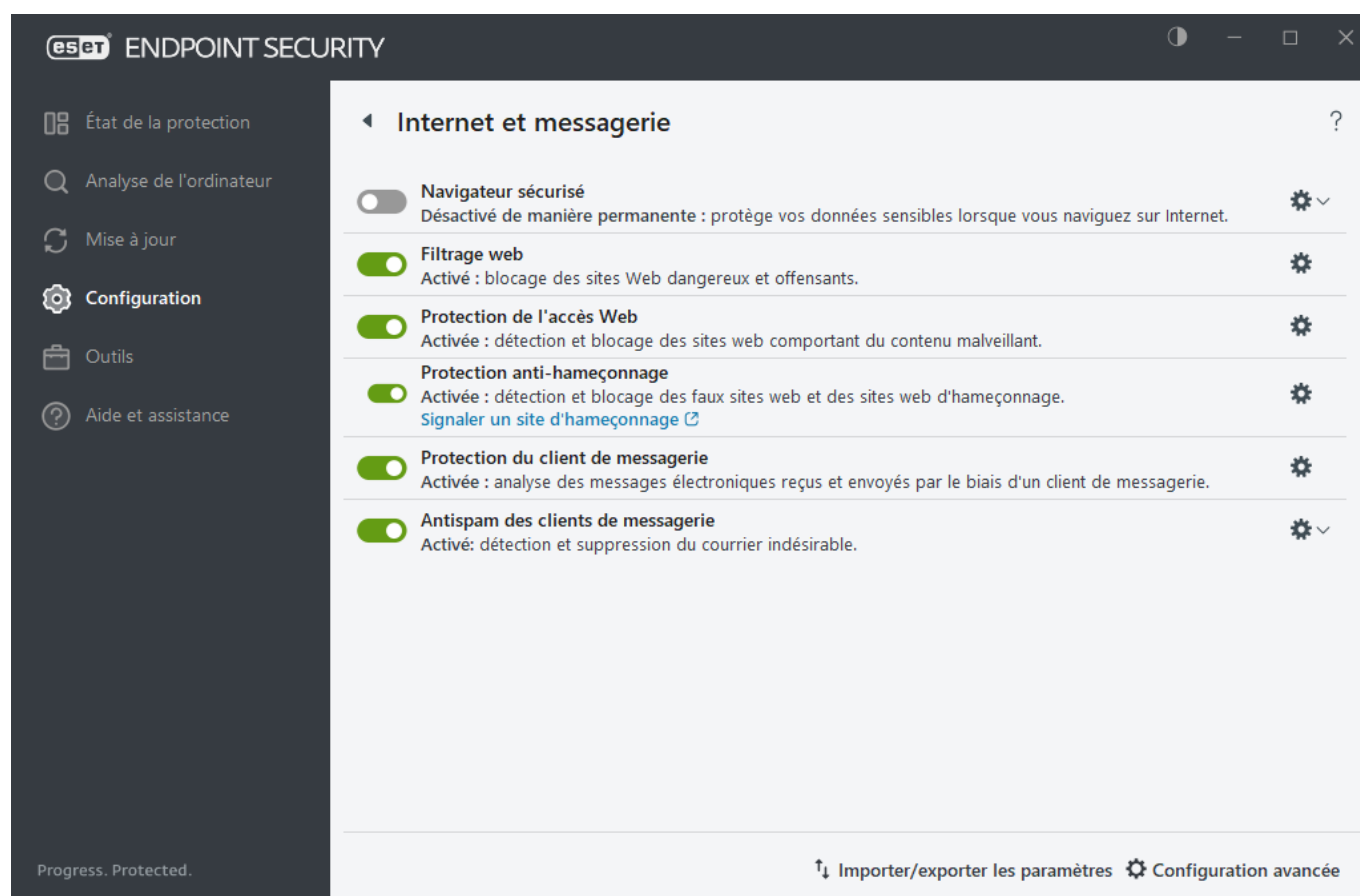 eset ENDPOINT SECURITY
État de la protection
Analyse de l'ordinateur
Mise à jour
Configuration
Outils
Aide et assistance
Progress. Protected.
Internet et messagerie
?
Navigateur sécurisé
Désactivé de manière permanente : protège vos données sensibles lorsque vous naviguez sur Internet.
Filtrage web
Activé : blocage des sites Web dangereux et offensants.
Protection de l'accès Web
Activée : détection et blocage des sites web comportant du contenu malveillant.
Protection anti-hameçonnage
Activée : détection et blocage des faux sites web et des sites web d'hameçonnage.
Signaler un site d'hameçonnage
Protection du client de messagerie
Activée : analyse des messages électroniques reçus et envoyés par le biais d'un client de messagerie.
Antispam des clients de messagerie
Activé: détection et suppression du courrier indésirable.
Importer/exporter les paramètres Configuration avancée